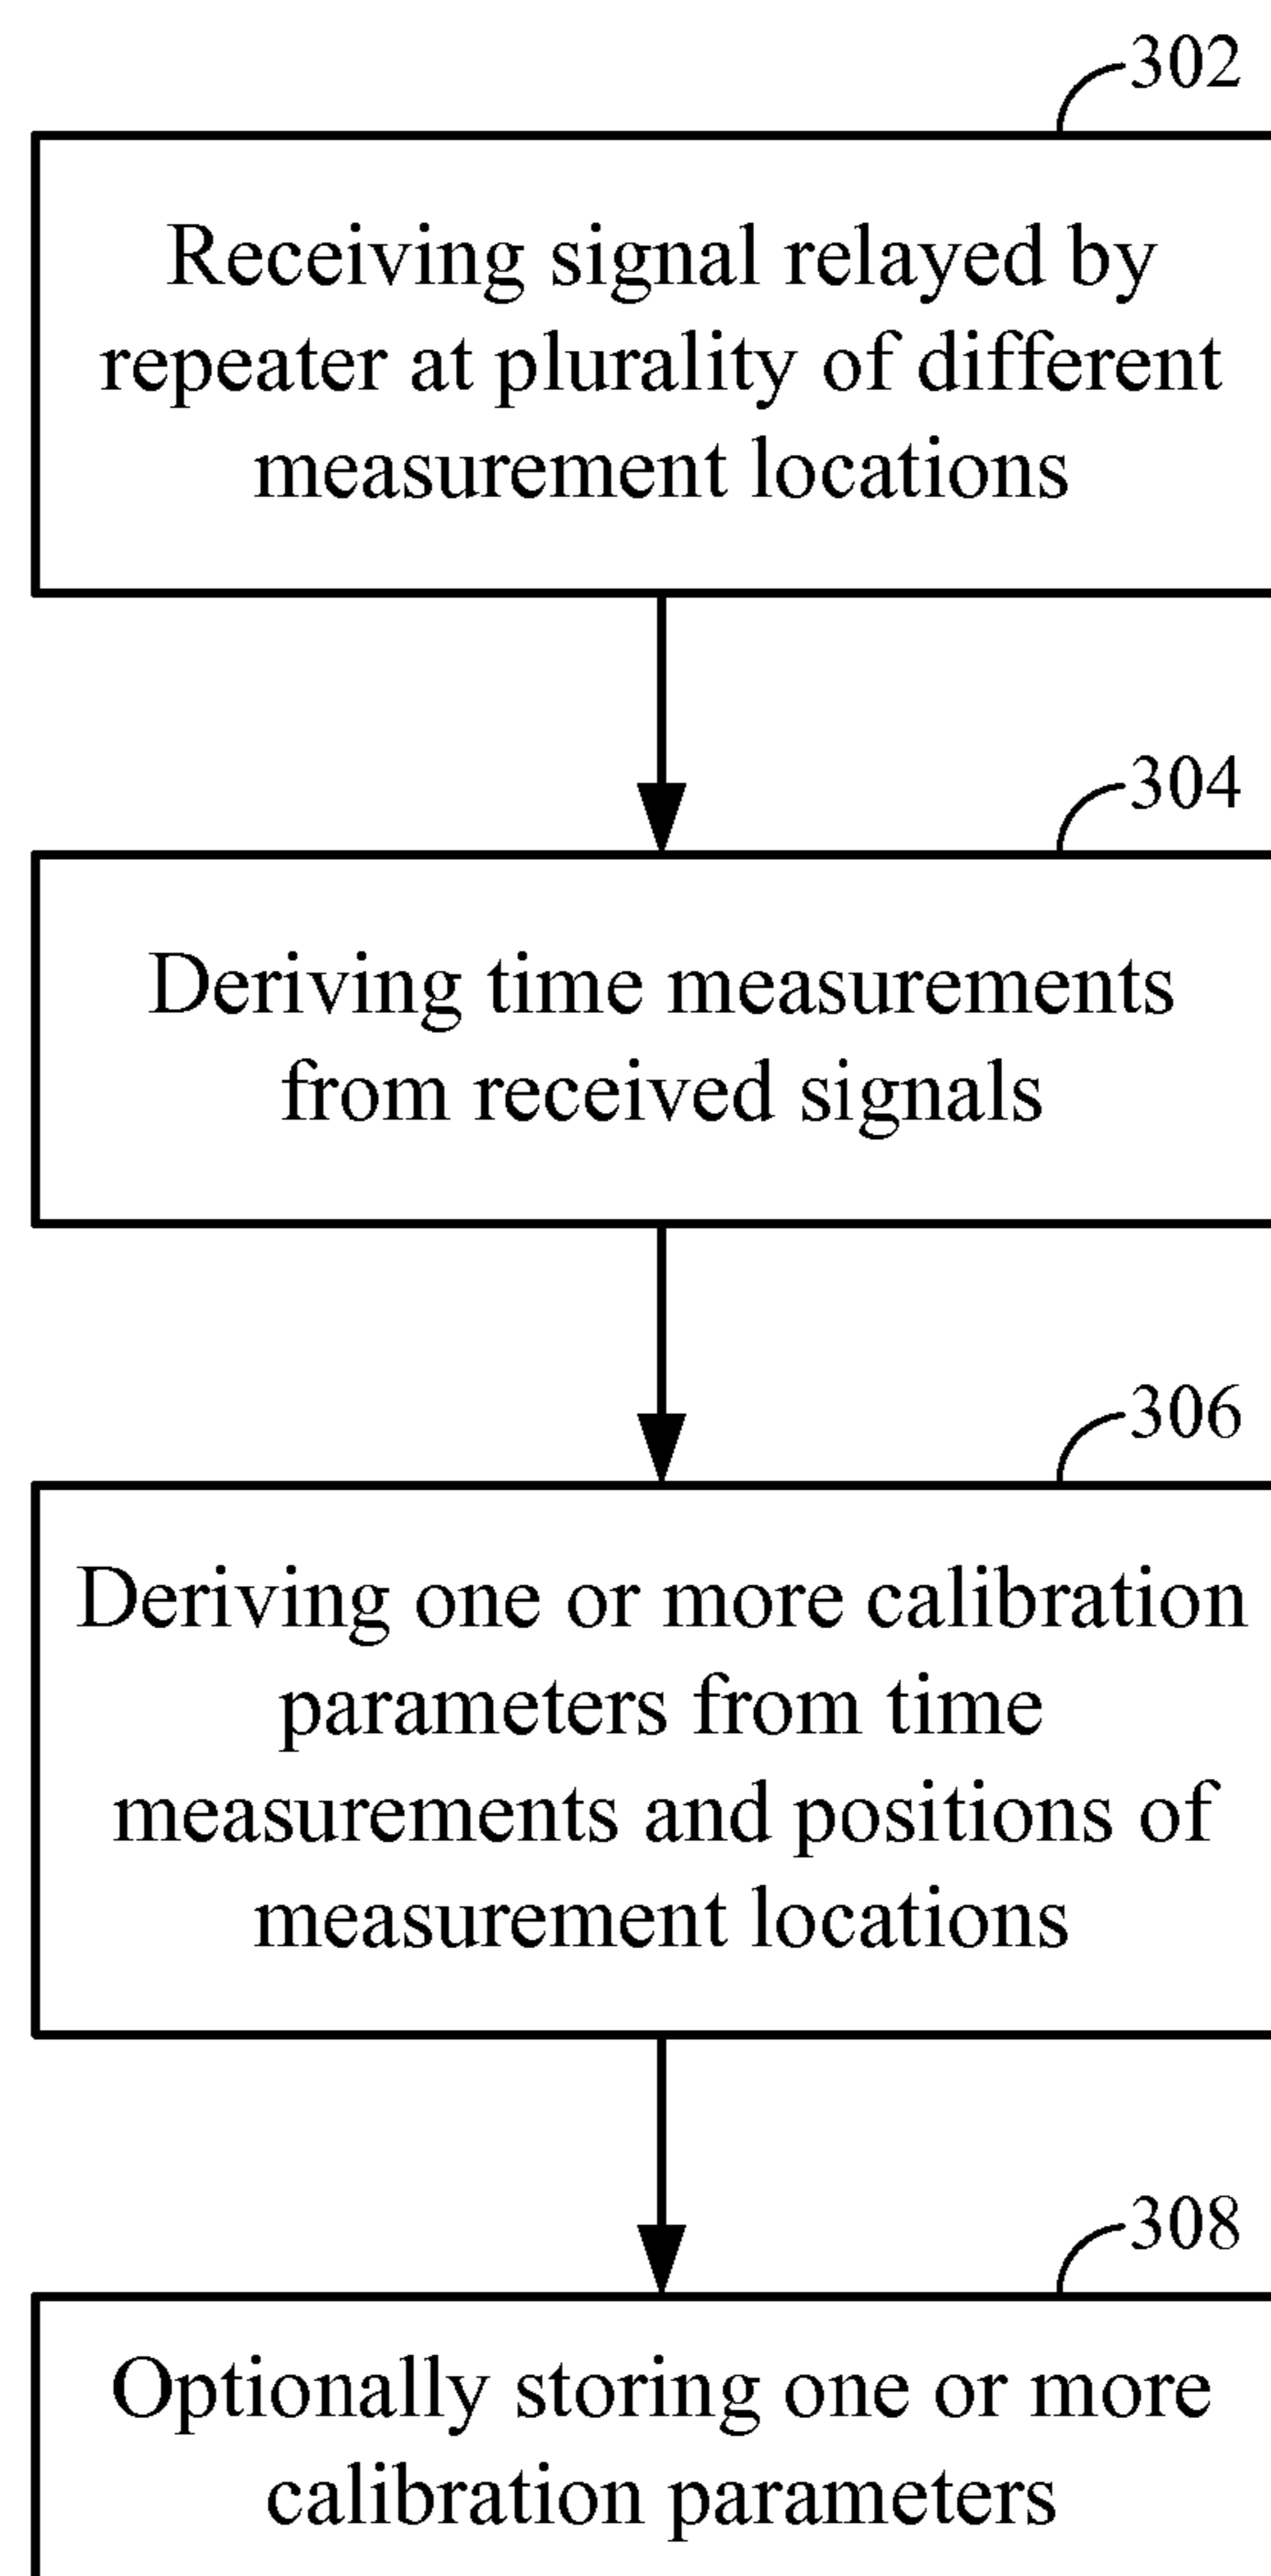 302
Receiving signal relayed by
repeater at plurality of different
measurement locations
304
Deriving time measurements
from received signals
306
Deriving one or more calibration
parameters from time
measurements and positions of
measurement locations
308
Optionally storing one or more
calibration parameters